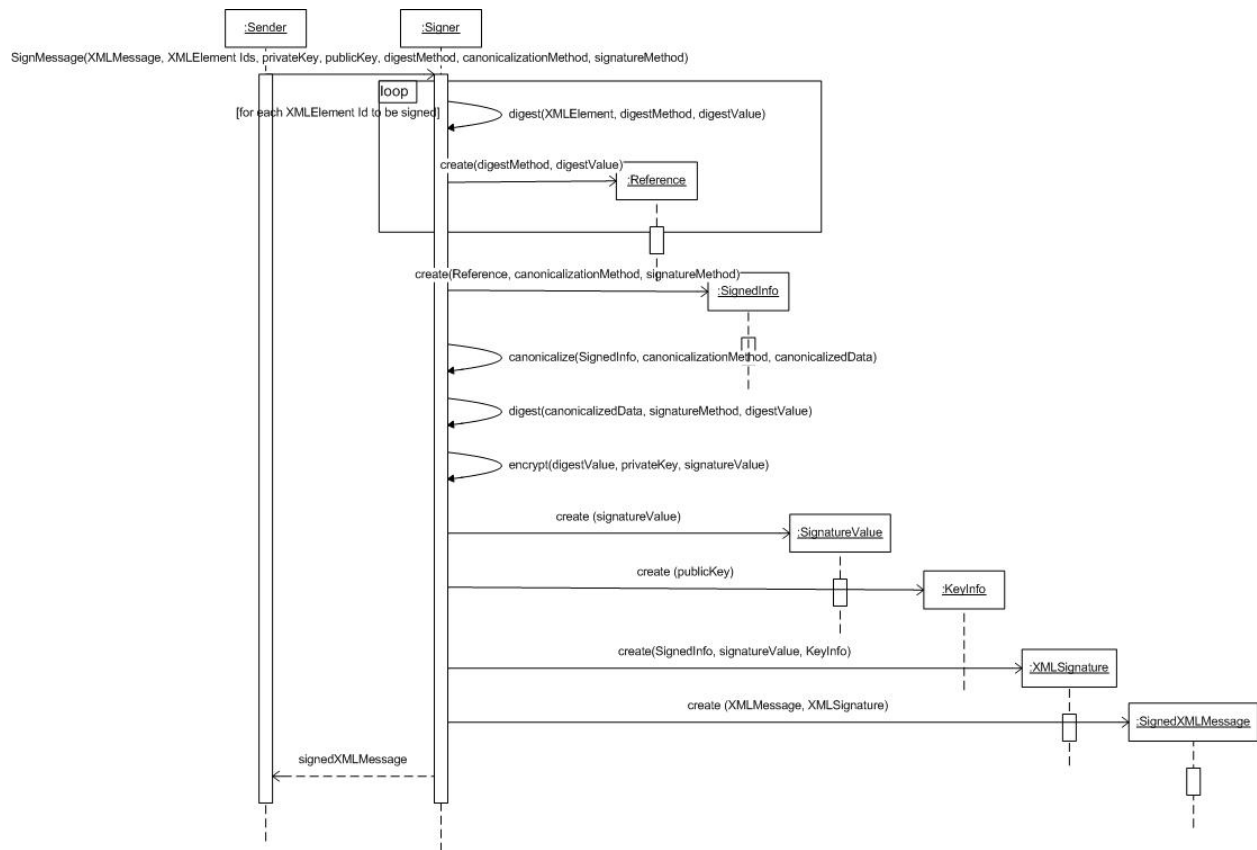 :Sender
:Signer
SignMessage(XMLMessage, XMLElement Ids, privateKey, publicKey, digestMethod, canonicalizationMethod, signatureMethod)
loop
[for each XMLElement Id to be signed]
digest(XMLElement, digestMethod, digestValue)
create(digestMethod, digestValue)
:Reference
create(Reference, canonicalizationMethod, signatureMethod)
:SignedInfo
canonicalize(SignedInfo, canonicalizationMethod, canonicalizedData)
digest(canonicalizedData, signatureMethod, digestValue)
encrypt(digestValue, privateKey, signatureValue)
create (signatureValue)
:SignatureValue
create (publicKey)
:KeyInfo
create(SignedInfo, signatureValue, KeyInfo)
:XMLSignature
create (XMLMessage, XMLSignature)
:SignedXMLMessage
signedXMLMessage